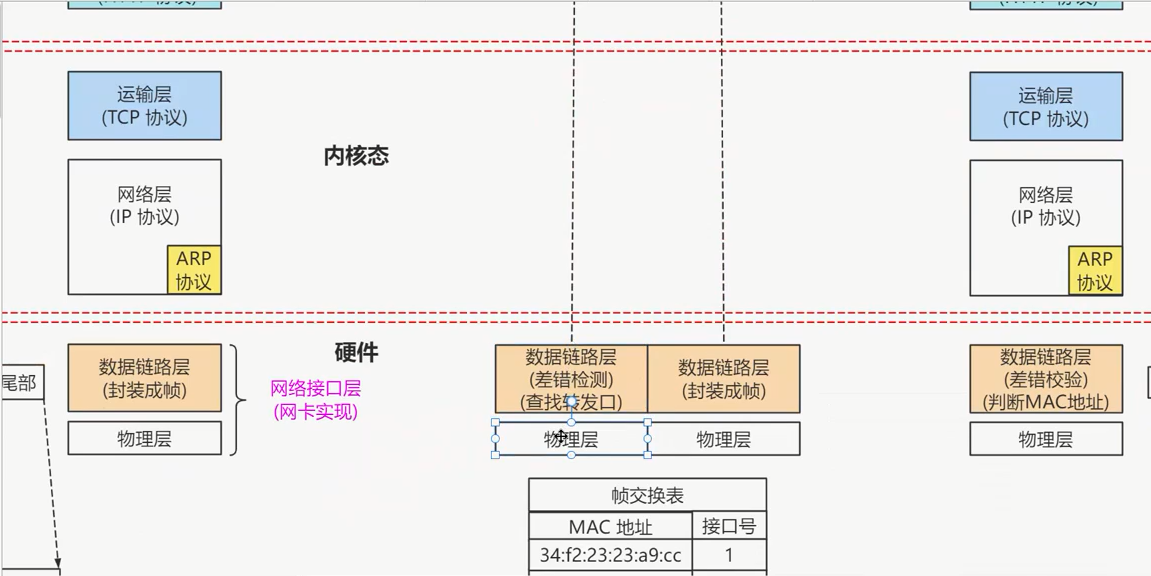 运输层
(TCP 协议)
网络层
(IP 协议)
ARP
协议
内核态
运输层
(TCP 协议)
网络层
(IP 协议)
ARP
协议
硬件
尾部
数据链路层
(封装成帧)
物理层
网络接口层
(网卡实现)
数据链路层
(差错检测)
(查找转发口)
物理层
数据链路层
(封装成帧)
物理层
数据链路层
(差错校验)
(判断MAC地址)
物理层
帧交换表
MAC 地址 接口号
34:f2:23:23:a9:cc 1